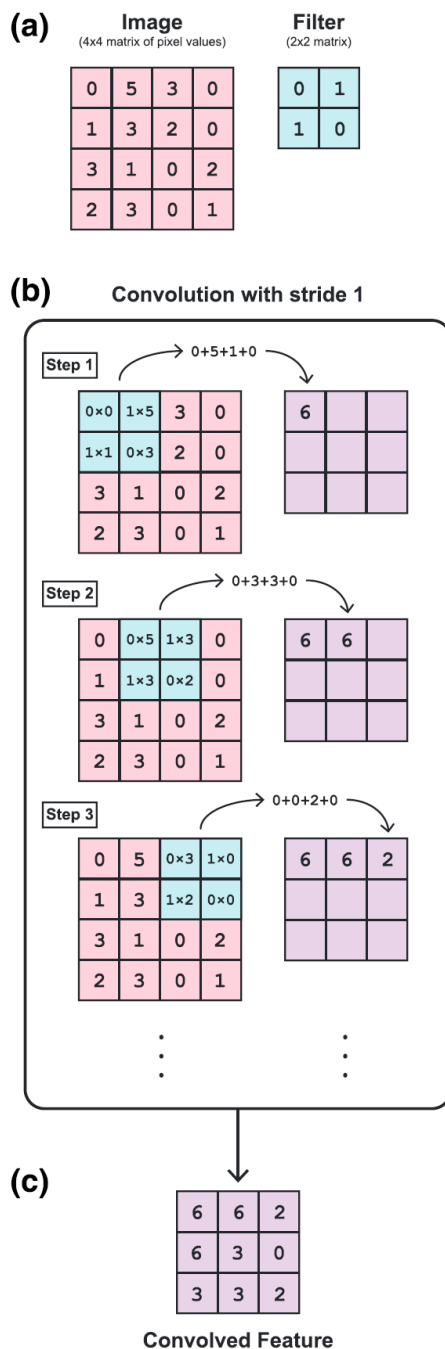 (a) Image Filter
(4x4 matrix of pixel values) (2x2 matrix)
0 5 3 0 0 1
1 3 2 0 1 0
3 1 0 2
2 3 0 1
(b) Convolution with stride 1
0+5+1+0
Step 1
0×0 1×5 3 0 6
1×1 0×3 2 0
3 1 0 2
2 3 0 1
0+3+3+0
Step 2
0 0×5 1×3 0 6 6
1 1×3 0×2 0
3 1 0 2
2 3 0 1
0+0+2+0
Step 3
0 5 0×3 1×0 6 6 2
1 3 1×2 0×0
3 1 0 2
2 3 0 1
(c)
6 6 2
6 3 0
3 3 2
Convolved Feature